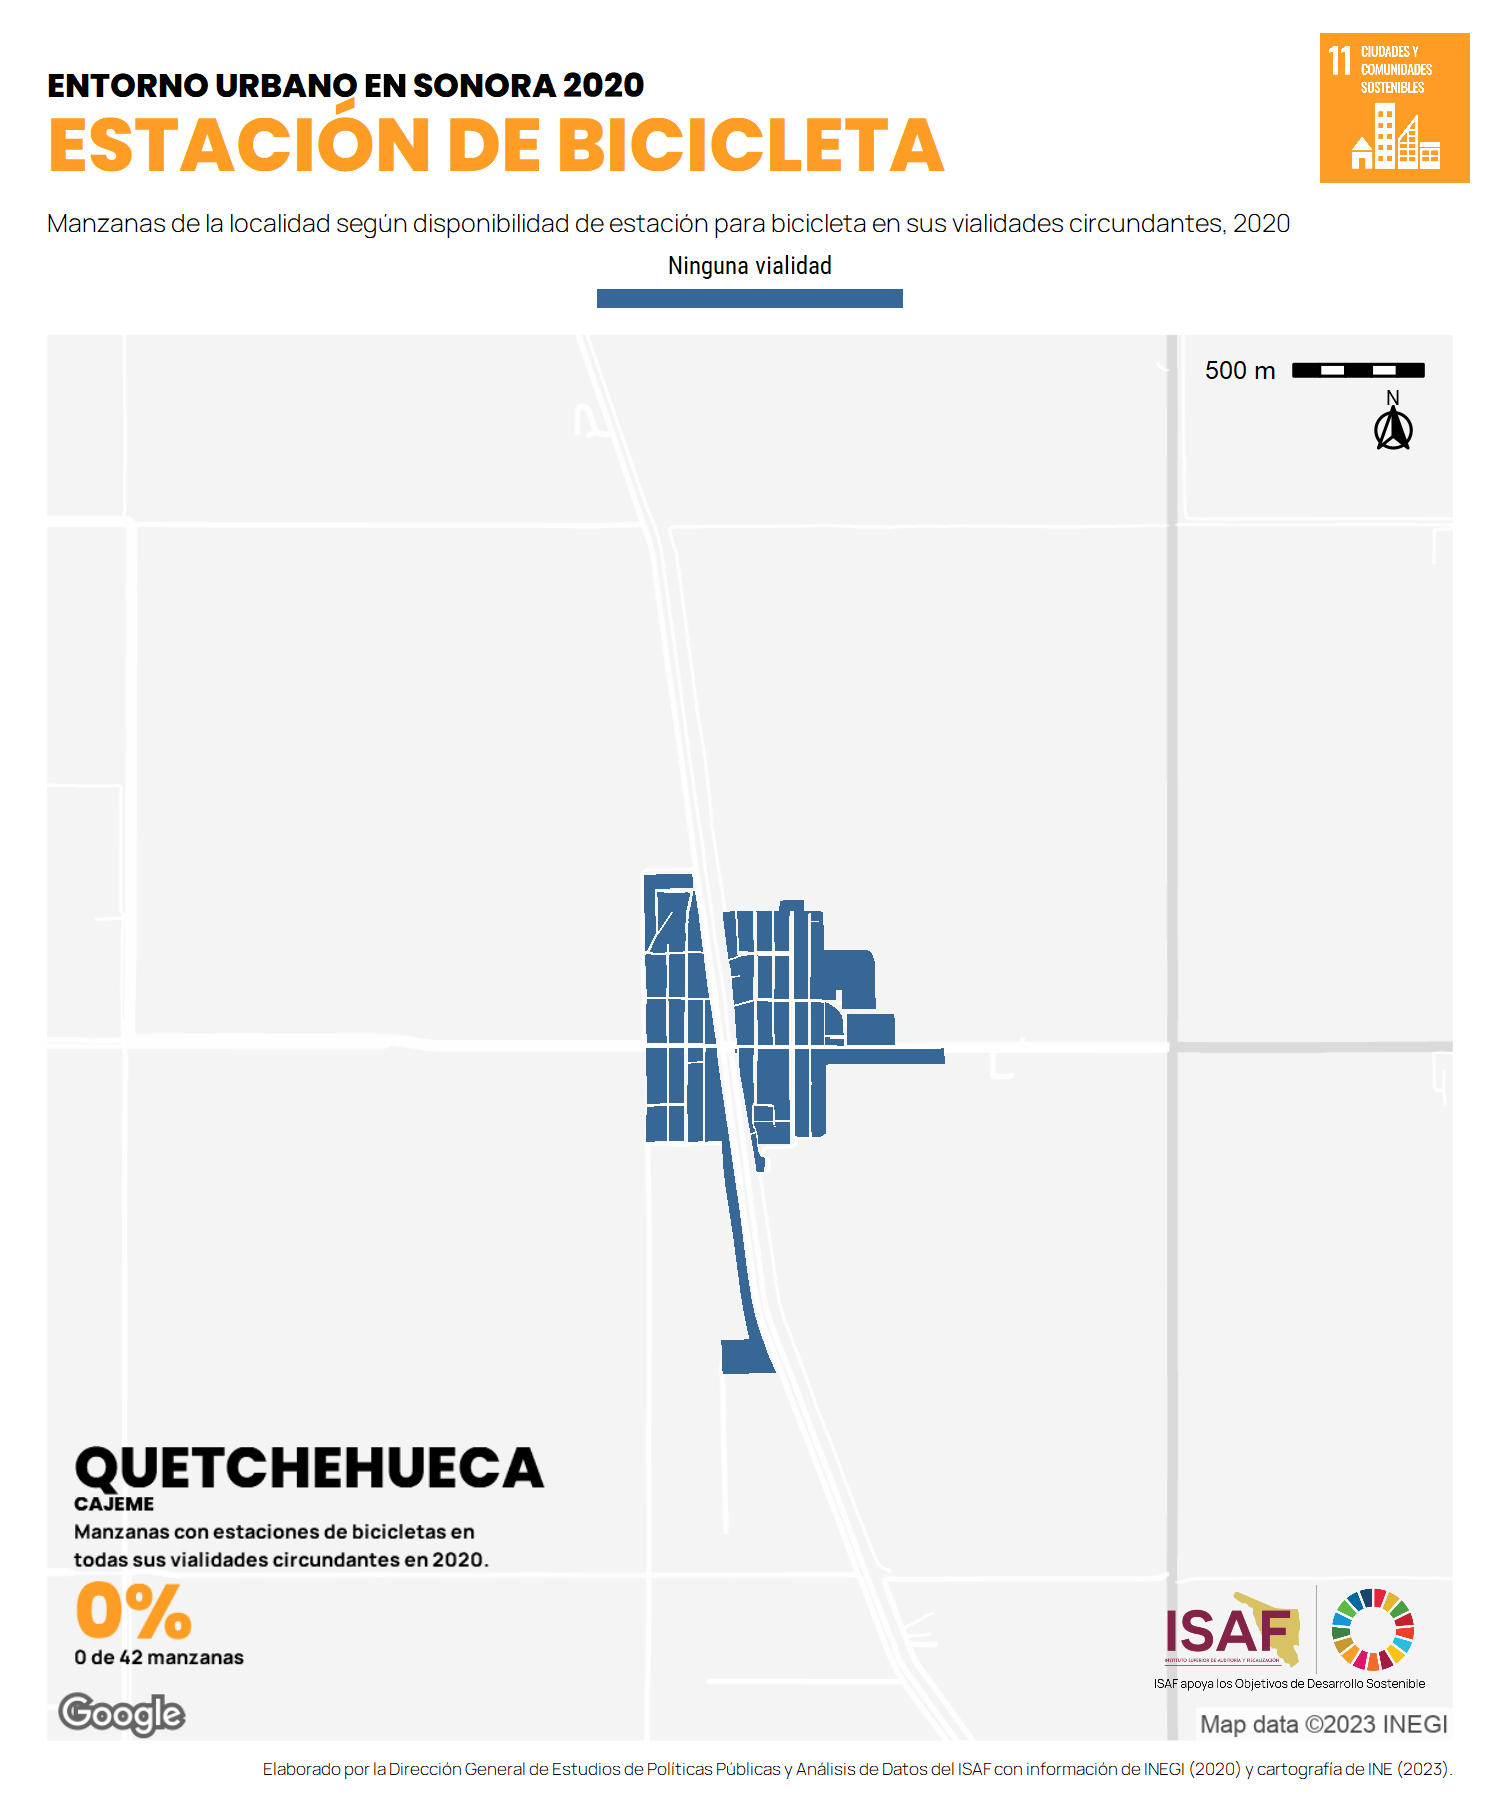 ENTORNO URBANO EN SONORA 2020
ESTACIÓN DE BICICLETA
11 CIUDADES Y
COMUNIDADES
SOSTENIBLES
Manzanas de la localidad según disponibilidad de estación para bicicleta en sus vialidades circundantes, 2020
Ninguna vialidad
500 m
N
QUETCHEHUECA
CAJEME
Manzanas con estaciones de bicicletas en
todas sus vialidades circundantes en 2020.
0%
0 de 42 manzanas
Google
ISAF
INSTITUTO SUPERIOR DE AUDITORÍA Y FISCALIZACIÓN
ISAF apoya los Objetivos de Desarrollo Sostenible
Map data ©2023 INEGI
Elaborado por la Dirección General de Estudios de Políticas Públicas y Análisis de Datos del ISAF con información de INEGI (2020) y cartografía de INE (2023).